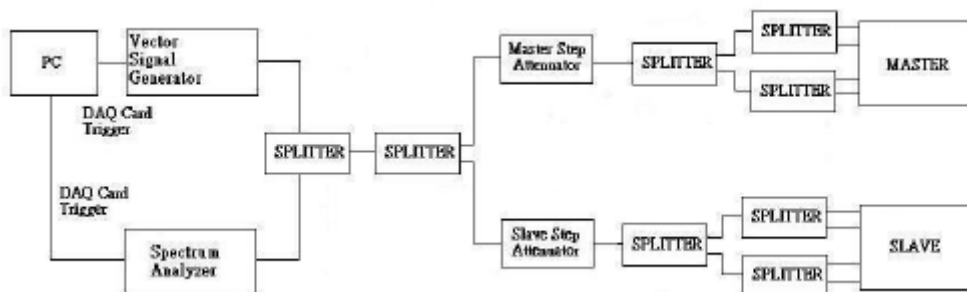 PC
Vector
Signal
Generator
DAQ Card
Trigger
DAQ Card
Trigger
Spectrum
Analyzer
SPLITTER
SPLITTER
Master Step
Attenuator
SPLITTER
SPLITTER
SPLITTER
MASTER
Slave Step
Attenuator
SPLITTER
SPLITTER
SPLITTER
SLAVE